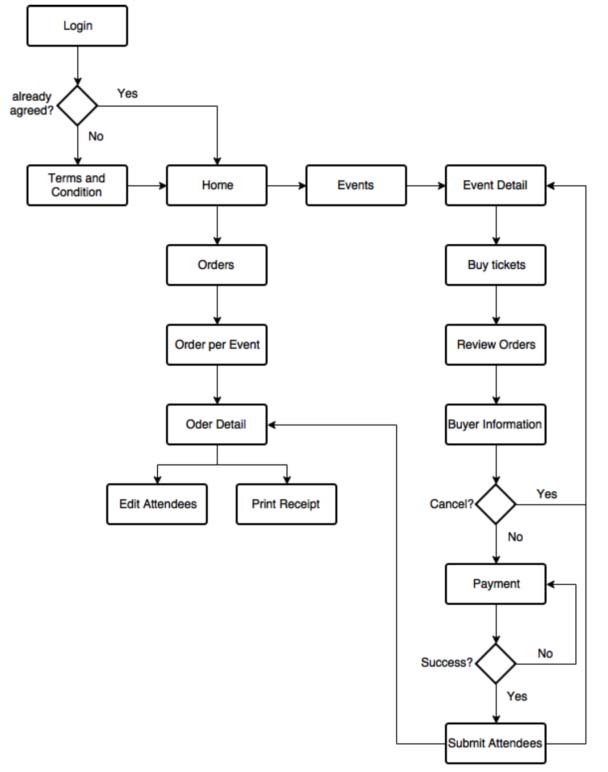 Login
already
agreed?
Yes
No
Terms and
Condition
Home
Events
Event Detail
Orders
Buy tickets
Order per Event
Review Orders
Oder Detail
Buyer Information
Edit Attendees
Print Receipt
Cancel?
Yes
No
Payment
Success?
No
Yes
Submit Attendees